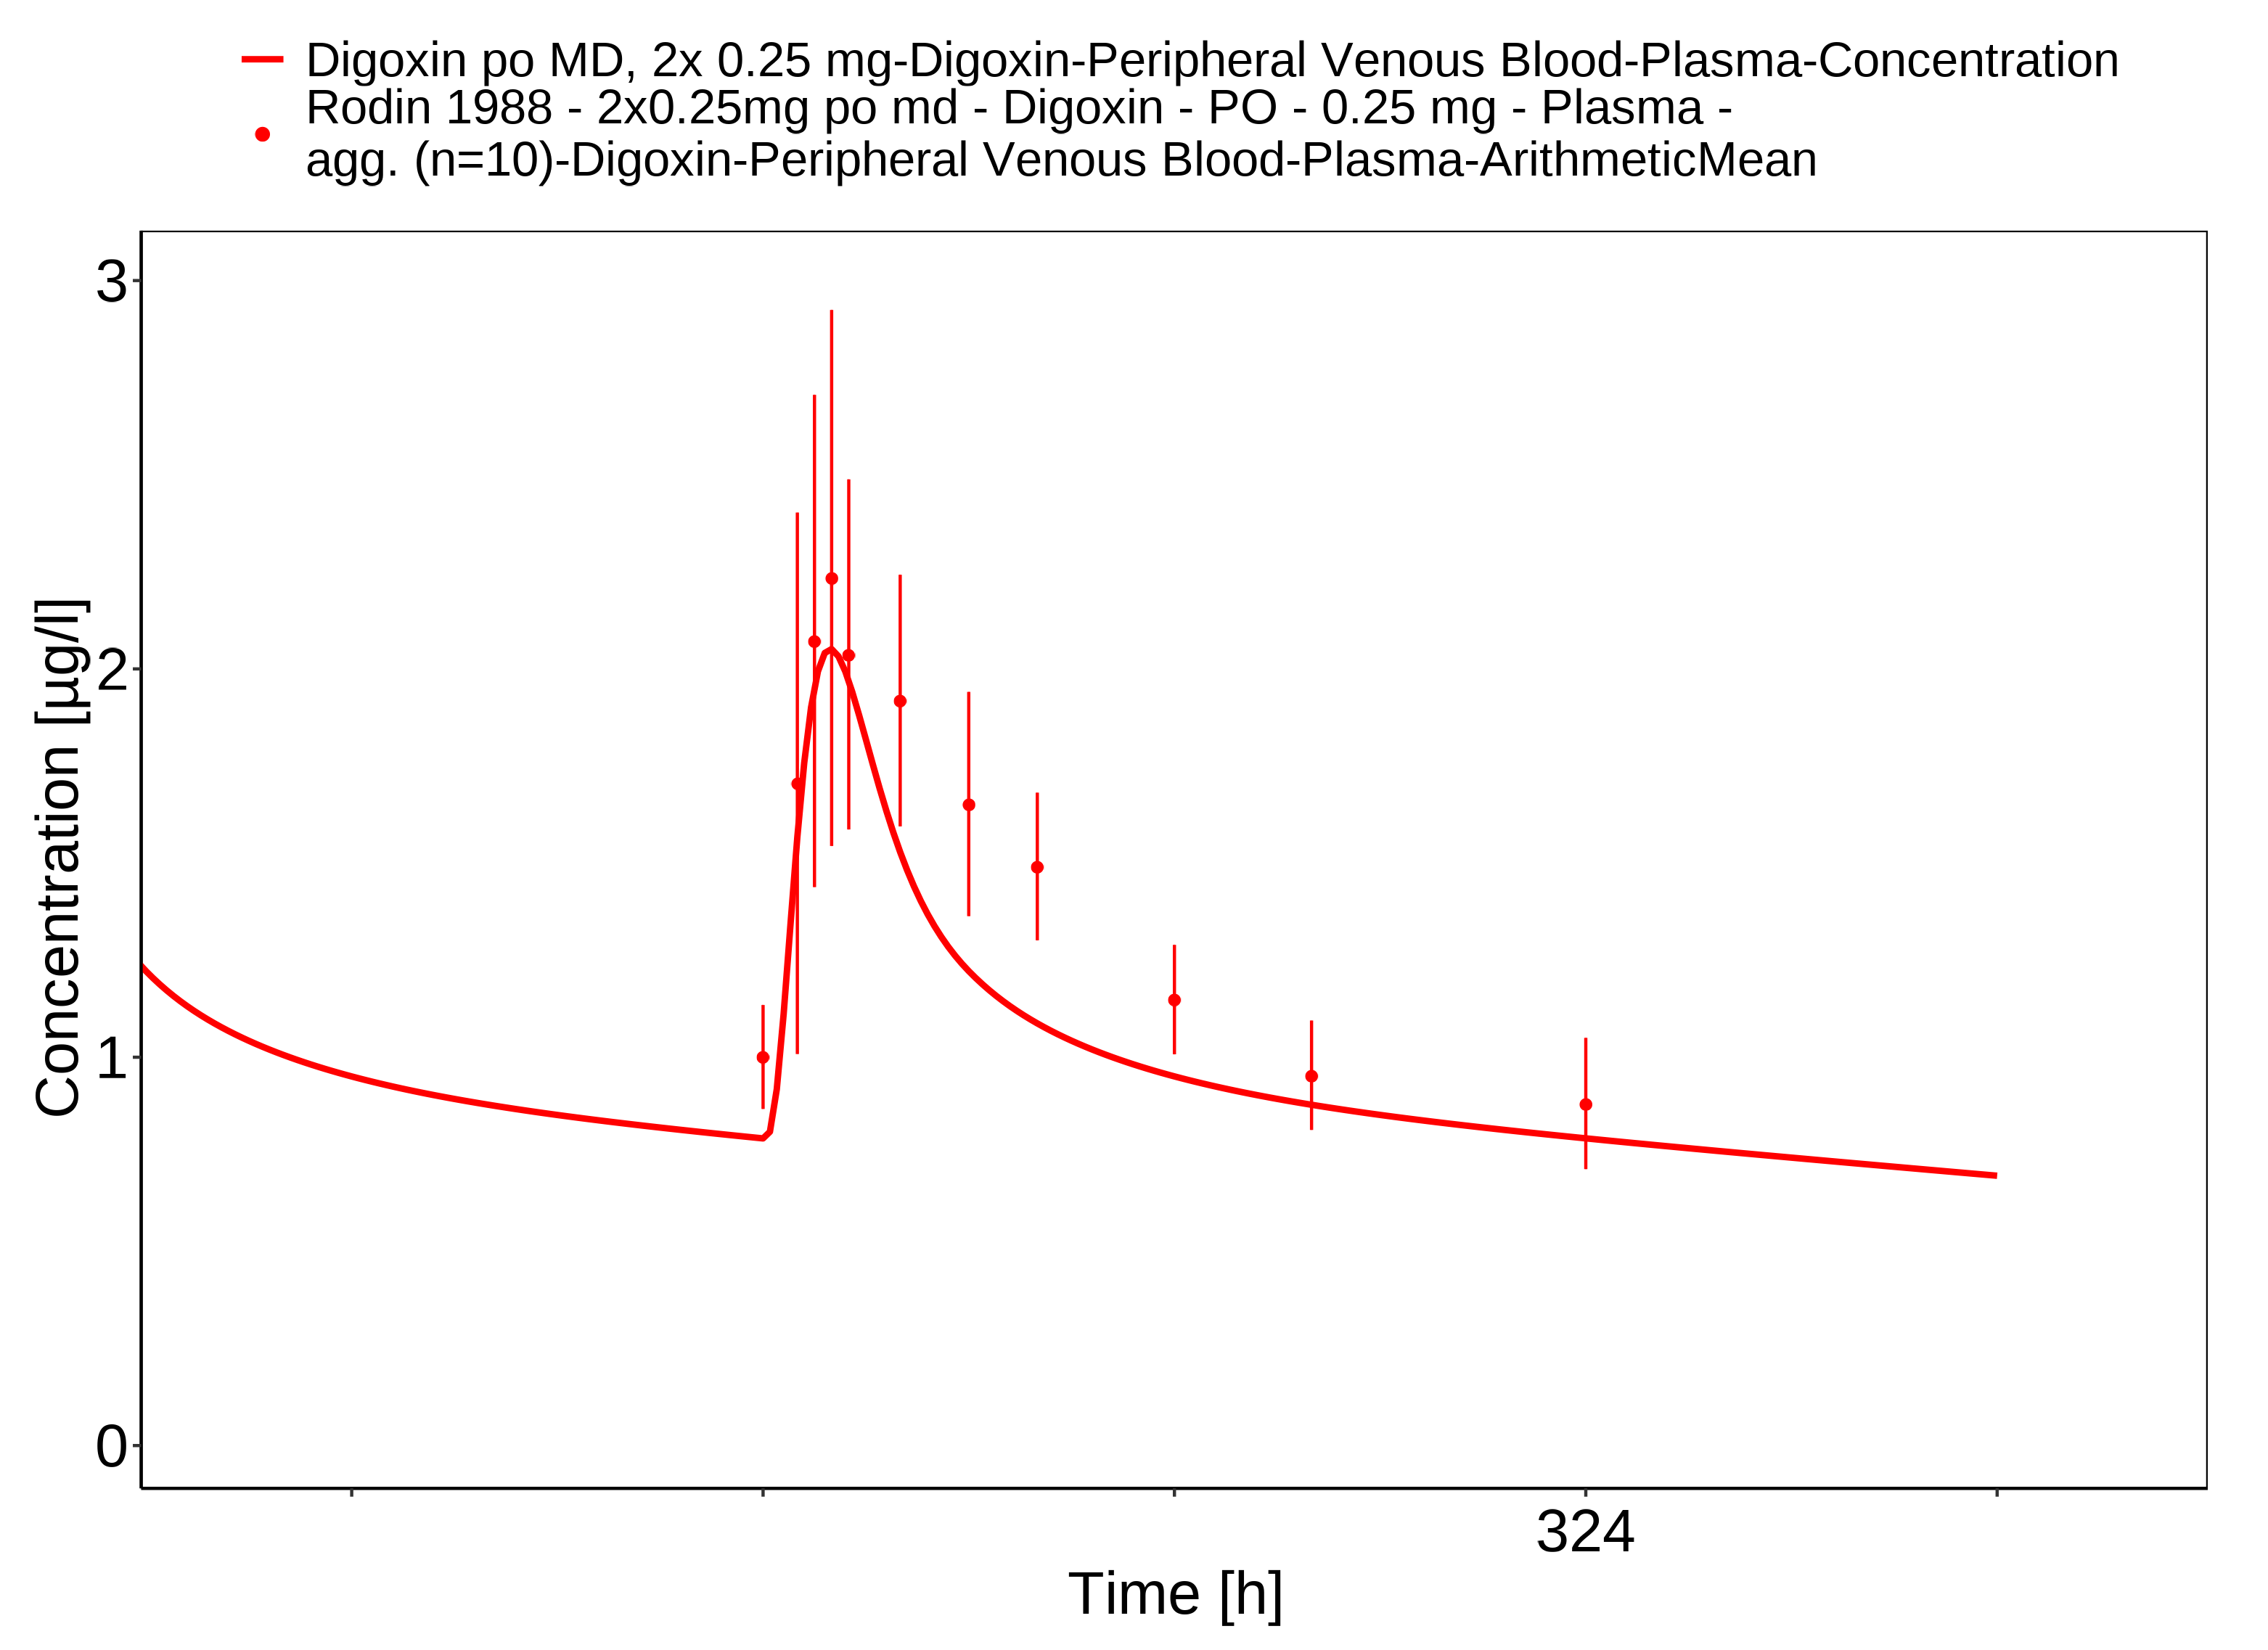 Digoxin po MD, 2x 0.25 mg-Digoxin-Peripheral Venous Blood-Plasma-Concentration
Rodin 1988 - 2x0.25mg po md - Digoxin - PO - 0.25 mg - Plasma -
agg. (n=10)-Digoxin-Peripheral Venous Blood-Plasma-ArithmeticMean
3
2
1
0
Concentration [µg/l]
324
Time [h]